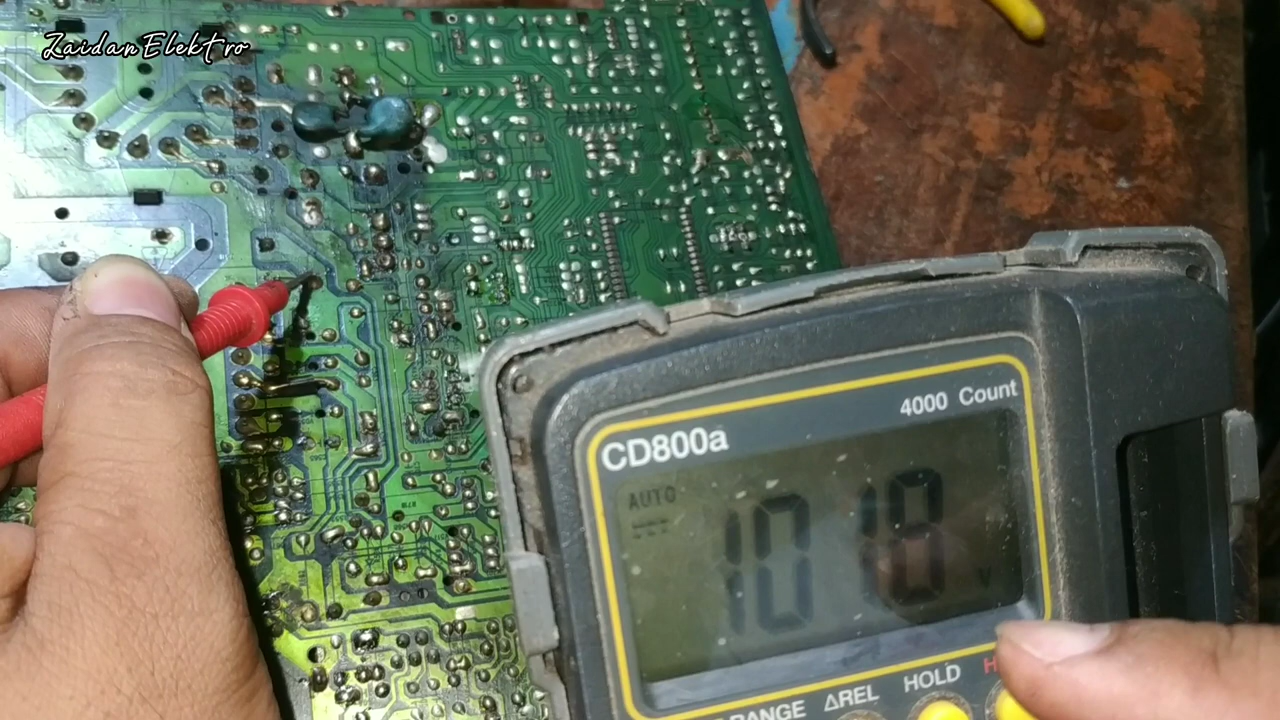 ZaidanElektro
4000 Count
CD800a
AUTO
10 18
V
RANGE ΔREL HOLD H